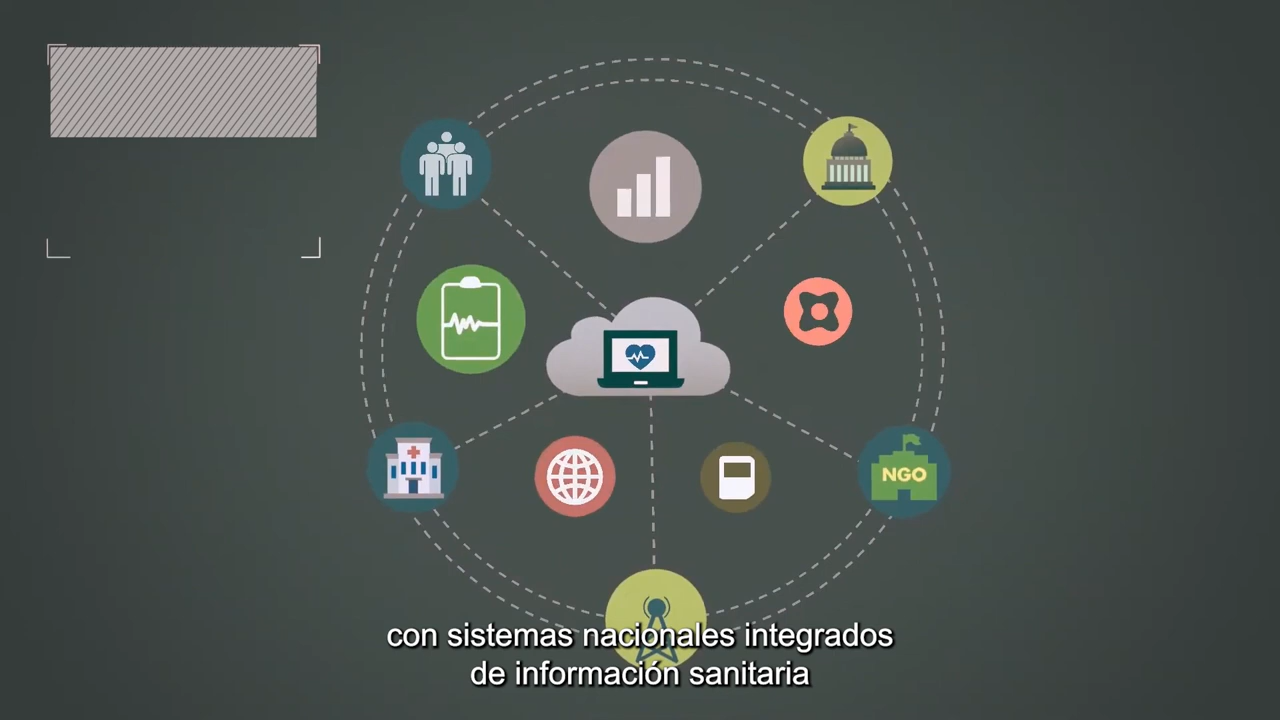 NGO
con sistemas nacionales integrados
de información sanitaria